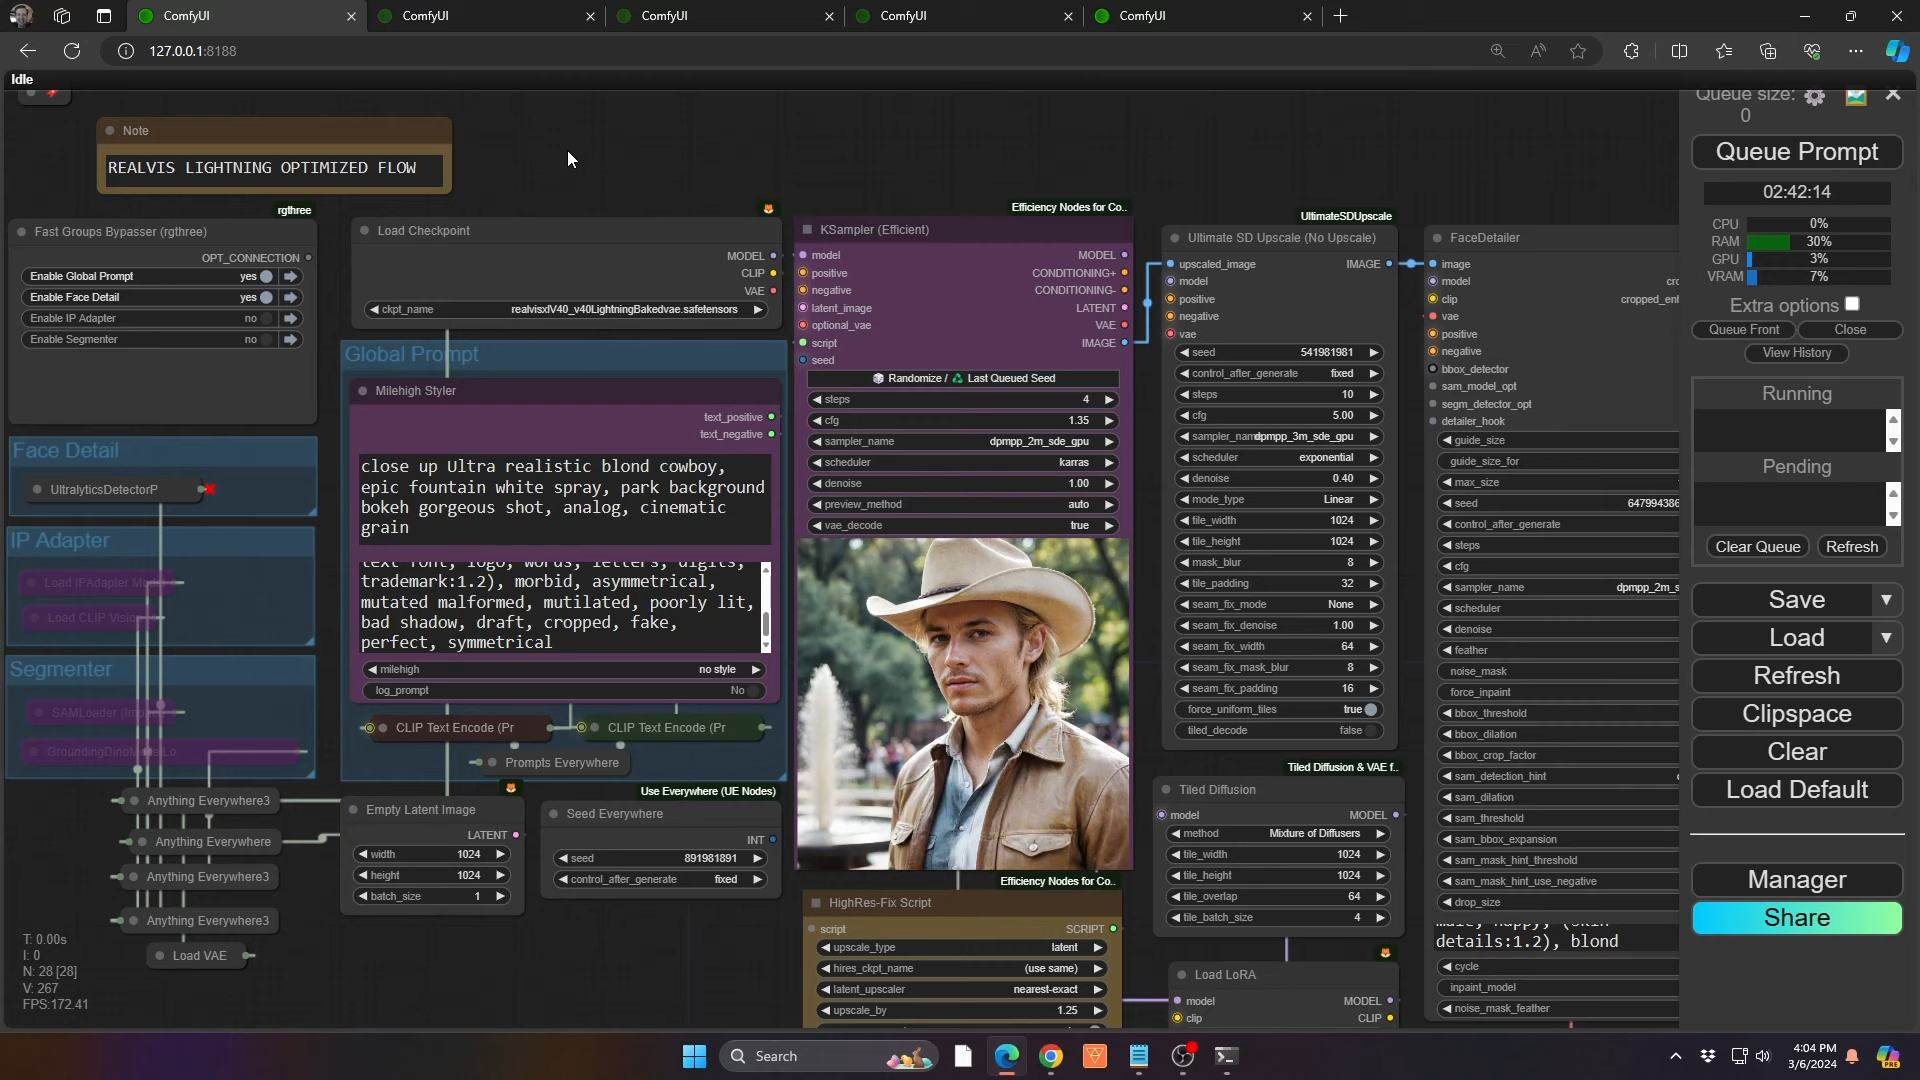 ComfyUI
ComfyUI
ComfyUI
ComfyUI
ComfyUI
127.0.0.1:8188
Idle
Note
REALVIS LIGHTNING OPTIMIZED FLOW
rgthree
Fast Groups Bypasser (rgthree)
OPT_CONNECTION
Enable Global Prompt yes
Enable Face Detail yes
Enable IP Adapter no
Enable Segmenter no
Face Detail
UltralyticsDetectorP
IP Adapter
Load IPAdapter
Load CLIP
Segmenter
Anything Everywhere3
Anything Everywhere
Anything Everywhere3
Anything Everywhere3
Load VAE
T: 0.00s
I: 0
N: 28 [28]
V: 267
FPS:172.41
Load Checkpoint
MODEL
CLIP
VAE
ckpt_name realvisxlV40_v40LightningBakedvae.safetensors
Global Prompt
Milehigh Styler
text_positive
text_negative
close up Ultra realistic blond cowboy,
epic fountain white spray, park background
bokeh gorgeous shot, analog, cinematic
grain
text font, logo, words, letters, digits,
trademark:1.2), morbid, asymmetrical,
mutated malformed, mutilated, poorly lit,
bad shadow, draft, cropped, fake,
perfect, symmetrical
milehigh no style
log_prompt No
CLIP Text Encode (Pr
CLIP Text Encode (Pr
Prompts Everywhere
Empty Latent Image
LATENT
width 1024
height 1024
batch_size 1
Use Everywhere (UE Nodes)
Seed Everywhere
INT
seed 891981891
control_after_generate fixed
Efficiency Nodes for Co..
KSampler (Efficient)
model MODEL
positive CONDITIONING+
negative CONDITIONING-
latent_image LATENT
optional_vae VAE
script IMAGE
seed
Randomize / Last Queued Seed
steps 4
cfg 1.35
sampler_name dpmpp_2m_sde_gpu
scheduler karras
denoise 1.00
preview_method auto
vae_decode true
Efficiency Nodes for Co..
HighRes-Fix Script
script SCRIPT
upscale_type latent
hires_ckpt_name (use same)
latent_upscaler nearest-exact
upscale_by 1.25
UltimateSDUpscale
Ultimate SD Upscale (No Upscale)
upscaled_image IMAGE
model
positive
negative
vae
seed 541981981
control_after_generate fixed
steps 10
cfg 5.00
sampler_name dpmpp_3m_sde_gpu
scheduler exponential
denoise 0.40
mode_type Linear
tile_width 1024
tile_height 1024
mask_blur 8
tile_padding 32
seam_fix_mode None
seam_fix_denoise 1.00
seam_fix_width 64
seam_fix_mask_blur 8
seam_fix_padding 16
force_uniform_tiles true
tiled_decode false
Tiled Diffusion & VAE f..
Tiled Diffusion
model MODEL
method Mixture of Diffusers
tile_width 1024
tile_height 1024
tile_overlap 64
tile_batch_size 4
Load LoRA
model MODEL
clip CLIP
FaceDetailer
image
model cro
clip cropped_enl
vae
positive
negative
bbox_detector
sam_model_opt
segm_detector_opt
detailer_hook
guide_size
guide_size_for
max_size
seed 647994386
control_after_generate
steps
cfg
sampler_name dpmpp_2m_s
scheduler
denoise
feather
noise_mask
force_inpaint
bbox_threshold
bbox_dilation
bbox_crop_factor
sam_detection_hint
sam_dilation
sam_threshold
sam_bbox_expansion
sam_mask_hint_threshold
sam_mask_hint_use_negative
drop_size
male, happy, (skin
details:1.2), blond
cycle
inpaint_model
noise_mask_feather
Queue size:
0
Queue Prompt
02:42:14
CPU 0%
RAM 30%
GPU 3%
VRAM 7%
Extra options
Queue Front Close
View History
Running
Pending
Clear Queue Refresh
Save
Load
Refresh
Clipspace
Clear
Load Default
Manager
Share
Search
4:04 PM
3/6/2024